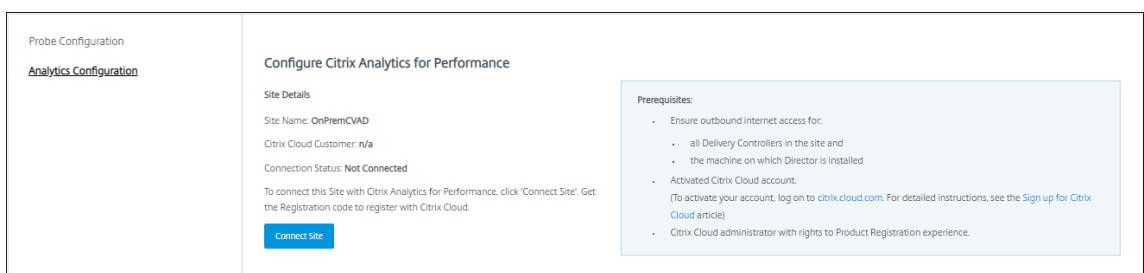 Probe Configuration
Analytics Configuration
Configure Citrix Analytics for Performance
Site Details
Site Name: OnPremCVAD
Citrix Cloud Customer: n/a
Connection Status: Not Connected
To connect this Site with Citrix Analytics for Performance, click 'Connect Site'. Get
the Registration code to register with Citrix Cloud.
Connect Site
Prerequisites:
• Ensure outbound internet access for:
• all Delivery Controllers in the site and
• the machine on which Director is installed
• Activated Citrix Cloud account.
(To activate your account, log on to citrix.cloud.com. For detailed instructions, see the Sign up for Citrix
Cloud article)
• Citrix Cloud administrator with rights to Product Registration experience.